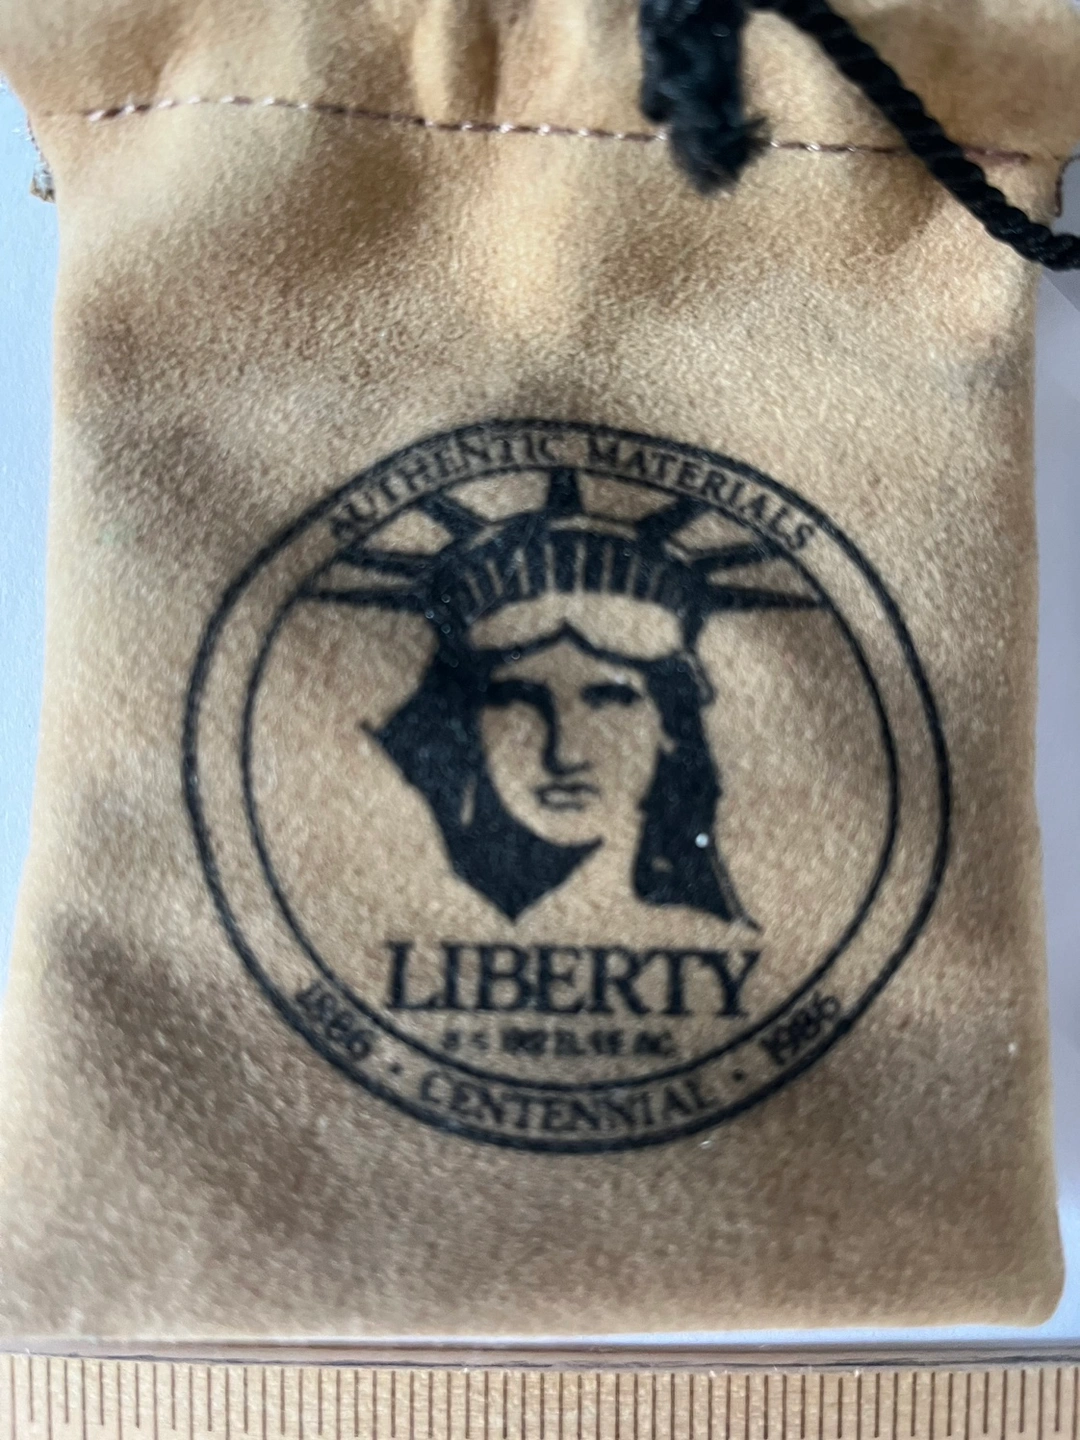 AUTHENTIC MATERIALS
LIBERTY
1886 · CENTENNIAL · 1986